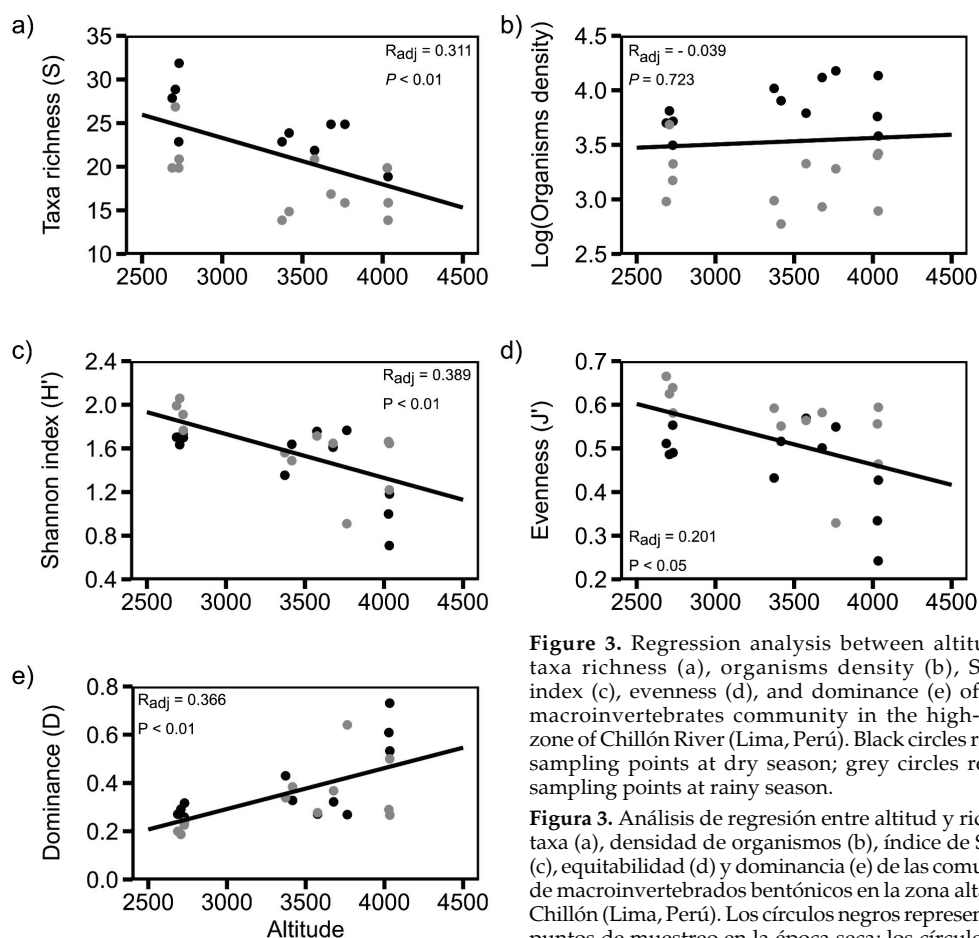 a)
Taxa richness (S)
35
30
25
20
15
10
R adj = 0.311
P < 0.01
2500 3000 3500 4000 4500
b)
Log(Organisms density)
4.5
4.0
3.5
3.0
2.5
R adj = - 0.039
P = 0.723
2500 3000 3500 4000 4500
c)
Shannon index (H')
2.4
2.0
1.6
1.2
0.8
0.4
R adj = 0.389
P < 0.01
2500 3000 3500 4000 4500
d)
Evenness (J')
0.7
0.6
0.5
0.4
0.3
0.2
R adj = 0.201
P < 0.05
2500 3000 3500 4000 4500
e)
Dominance (D)
0.8
0.6
0.4
0.2
0.0
R adj = 0.366
P < 0.01
2500 3000 3500 4000 4500
Altitude
Figure 3. Regression analysis between altitu
taxa richness (a), organisms density (b), S
index (c), evenness (d), and dominance (e) of
macroinvertebrates community in the high-
zone of Chillón River (Lima, Perú). Black circles r
sampling points at dry season; grey circles re
sampling points at rainy season.
Figura 3. Análisis de regresión entre altitud y ric
taxa (a), densidad de organismos (b), índice de S
(c), equitabilidad (d) y dominancia (e) de las comu
de macroinvertebrados bentónicos en la zona alta
Chillón (Lima, Perú). Los círculos negros represen